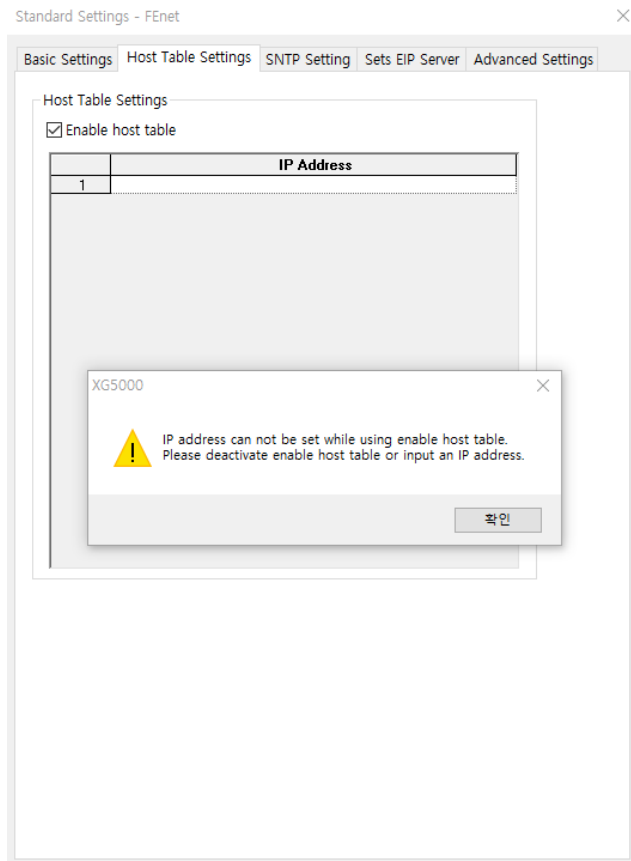 Standard Settings - FEnet
Basic Settings Host Table Settings SNTP Setting Sets EIP Server Advanced Settings
Host Table Settings
Enable host table
IP Address
1
XG5000
IP address can not be set while using enable host table.
Please deactivate enable host table or input an IP address.
확인